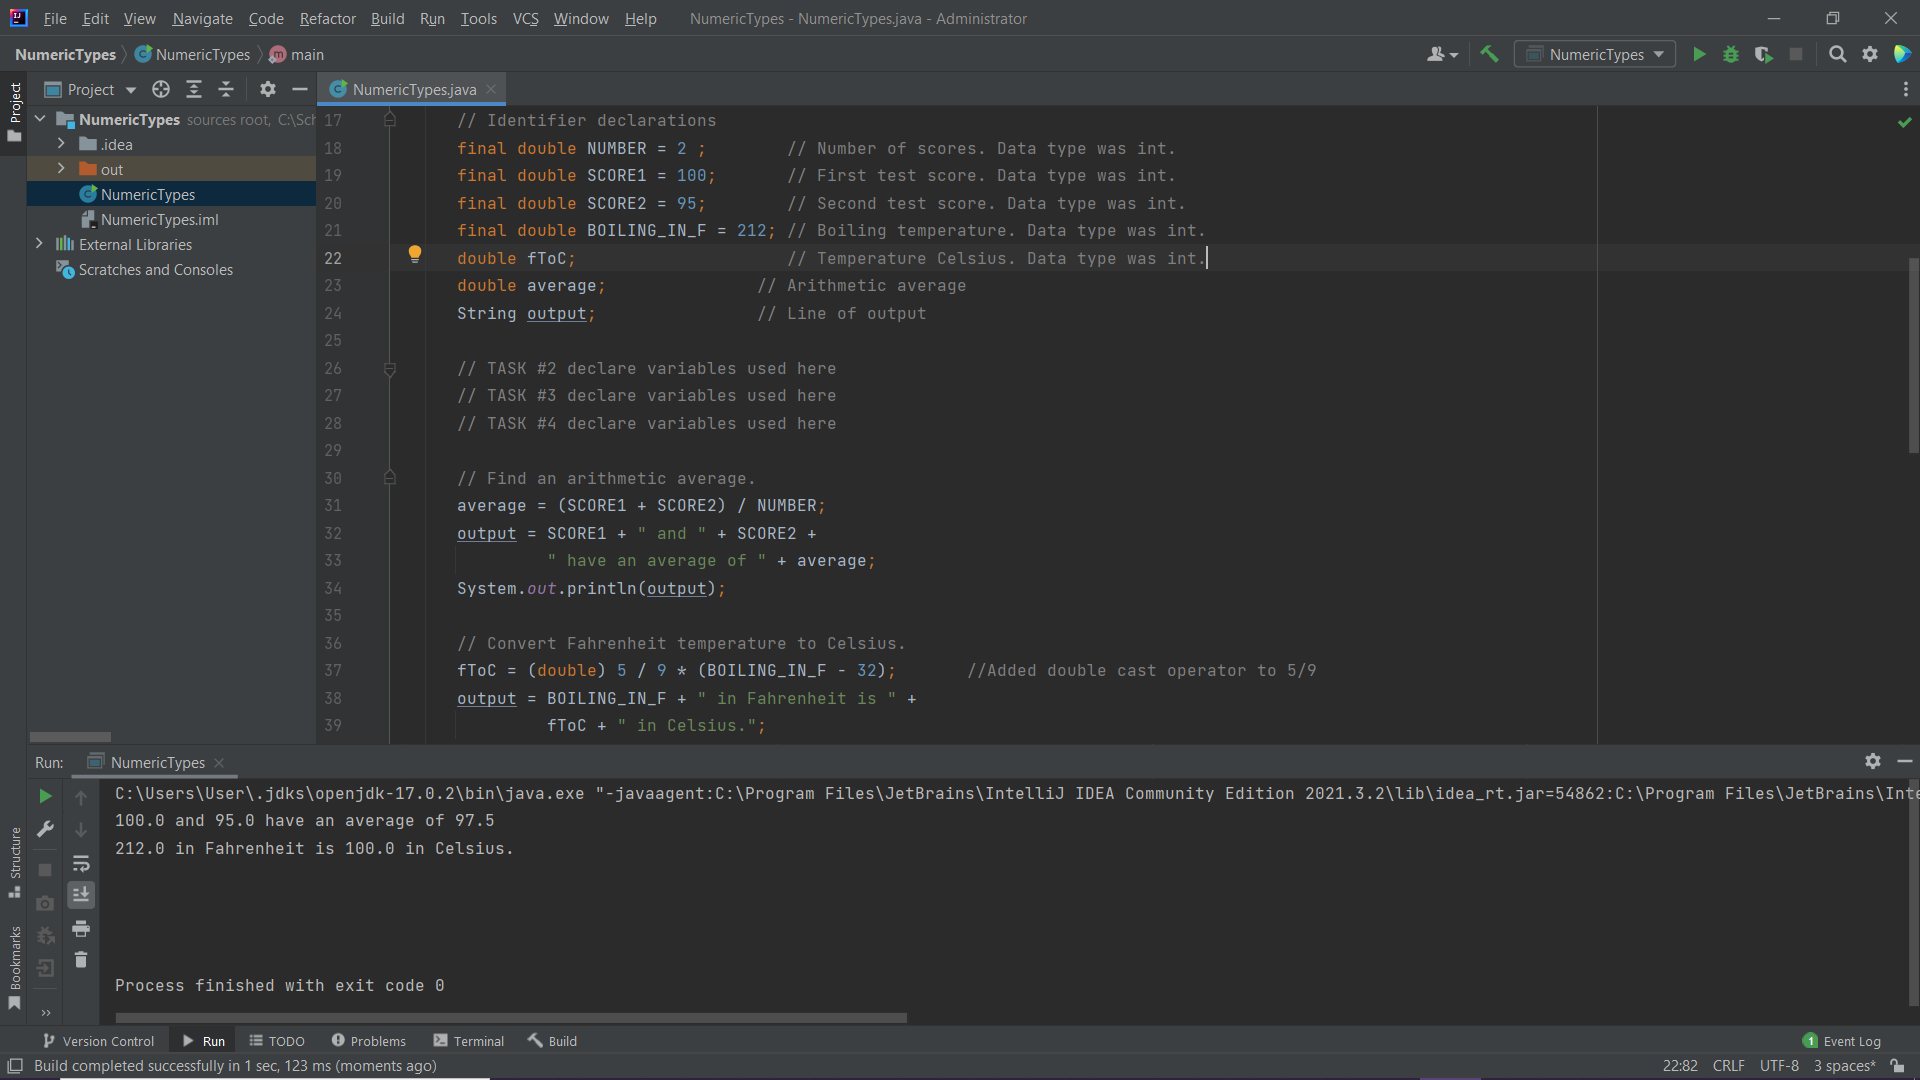 File Edit View Navigate Code Refactor Build Run Tools VCS Window Help NumericTypes - NumericTypes.java - Administrator
NumericTypes NumericTypes main NumericTypes
Project NumericTypes.java
Project
NumericTypes sources root, C:\Sch
.idea
out
NumericTypes
NumericTypes.iml
External Libraries
Scratches and Consoles
17 // Identifier declarations
18 final double NUMBER = 2 ; // Number of scores. Data type was int.
19 final double SCORE1 = 100; // First test score. Data type was int.
20 final double SCORE2 = 95; // Second test score. Data type was int.
21 final double BOILING_IN_F = 212; // Boiling temperature. Data type was int.
22 double fToC; // Temperature Celsius. Data type was int.
23 double average; // Arithmetic average
24 String output; // Line of output
25
26 // TASK #2 declare variables used here
27 // TASK #3 declare variables used here
28 // TASK #4 declare variables used here
29
30 // Find an arithmetic average.
31 average = (SCORE1 + SCORE2) / NUMBER;
32 output = SCORE1 + " and " + SCORE2 +
33 " have an average of " + average;
34 System.out.println(output);
35
36 // Convert Fahrenheit temperature to Celsius.
37 fToC = (double) 5 / 9 * (BOILING_IN_F - 32); //Added double cast operator to 5/9
38 output = BOILING_IN_F + " in Fahrenheit is " +
39 fToC + " in Celsius.";
Run: NumericTypes
C:\Users\User\.jdks\openjdk-17.0.2\bin\java.exe "-javaagent:C:\Program Files\JetBrains\IntelliJ IDEA Community Edition 2021.3.2\lib\idea_rt.jar=54862:C:\Program Files\JetBrains\Inte
100.0 and 95.0 have an average of 97.5
212.0 in Fahrenheit is 100.0 in Celsius.
Process finished with exit code 0
Structure
Bookmarks
Version Control Run TODO Problems Terminal Build 1 Event Log
Build completed successfully in 1 sec, 123 ms (moments ago) 22:82 CRLF UTF-8 3 spaces*